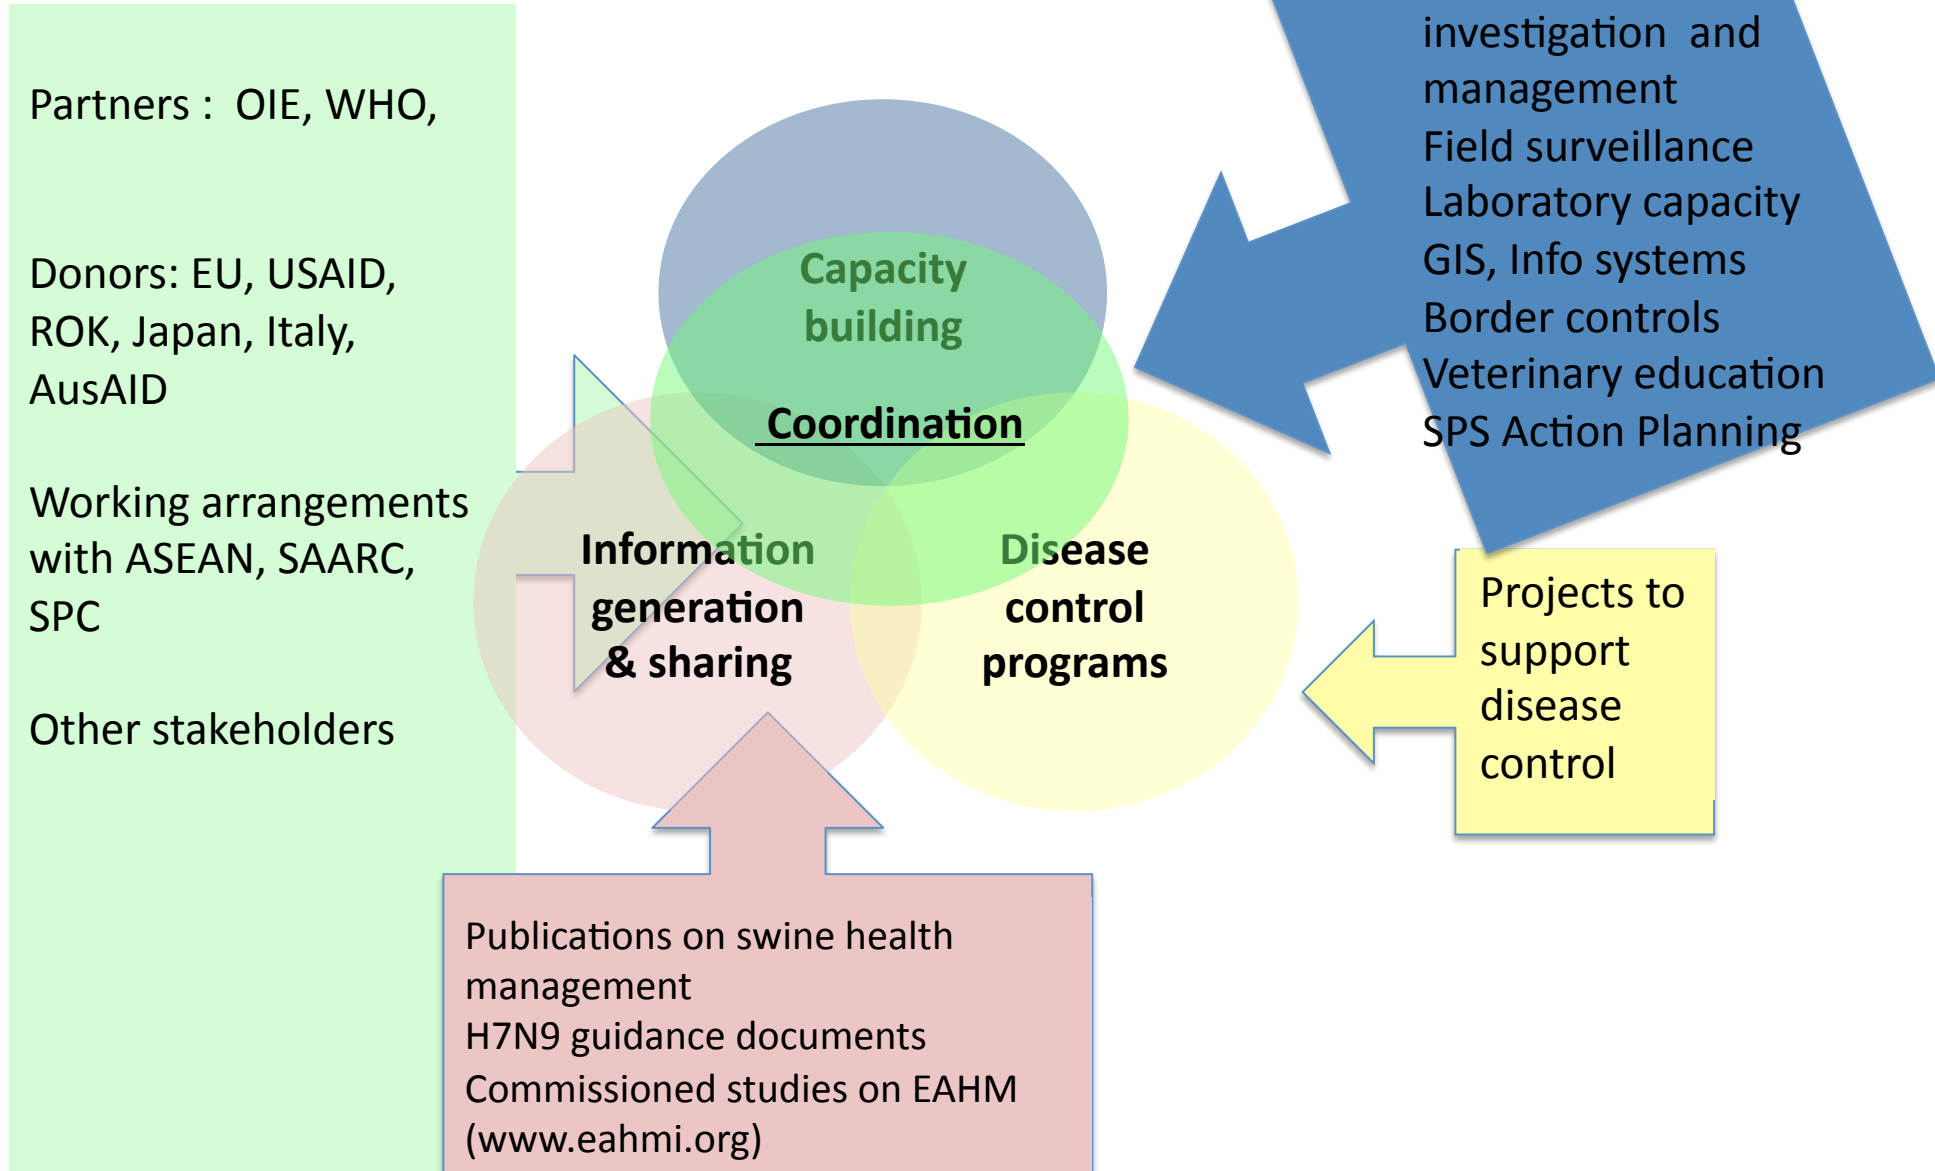 Partners :  OIE, WHO,
Donors: EU, USAID,
ROK, Japan, Italy,
AusAID
Working arrangements
with ASEAN, SAARC,
SPC
Other stakeholders
Capacity
building
Coordination
Information
generation
& sharing
Disease
control
programs
investigation  and
management
Field surveillance
Laboratory capacity
GIS, Info systems
Border controls
Veterinary education
SPS Action Planning
Projects to
support
disease
control
Publications on swine health
management
H7N9 guidance documents
Commissioned studies on EAHM
(www.eahmi.org)